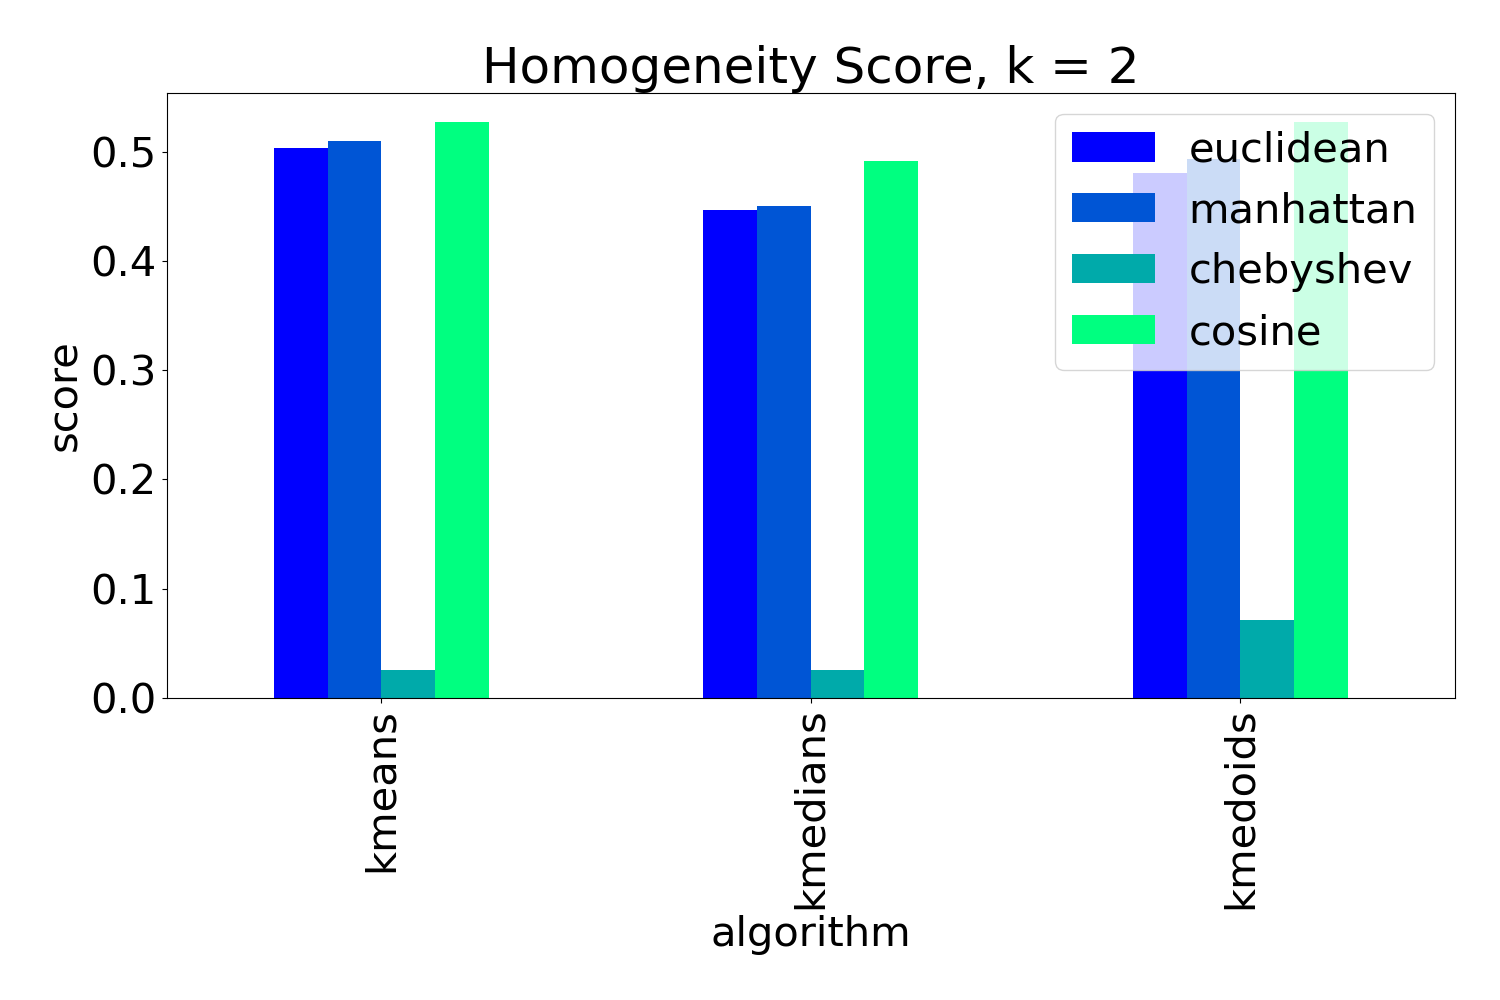 Homogeneity Score, k = 2
0.5
0.4
0.3
0.2
0.1
0.0
score
euclidean
manhattan
chebyshev
cosine
kmeans
kmedians
kmedoids
algorithm